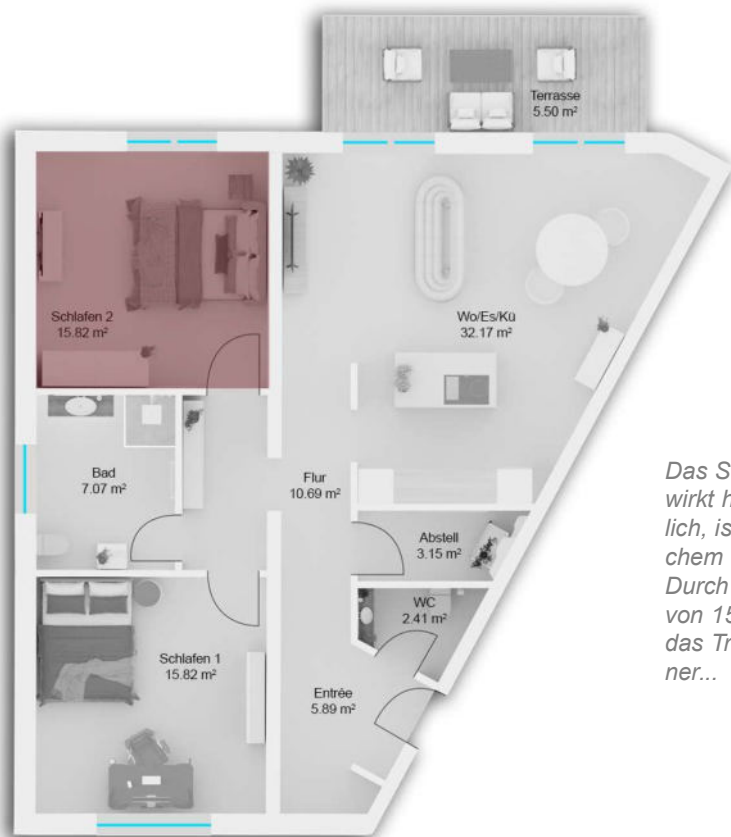 Terrasse
5.50 m²
Schlafen 2
15.82 m²
Wo/Es/Kü
32.17 m²
Bad
7.07 m²
Flur
10.69 m²
Abstell
3.15 m²
WC
2.41 m²
Schlafen 1
15.82 m²
Entrée
5.89 m²
Das S
wirkt h
lich, is
chem
Durch
von 15
das Tr
ner...